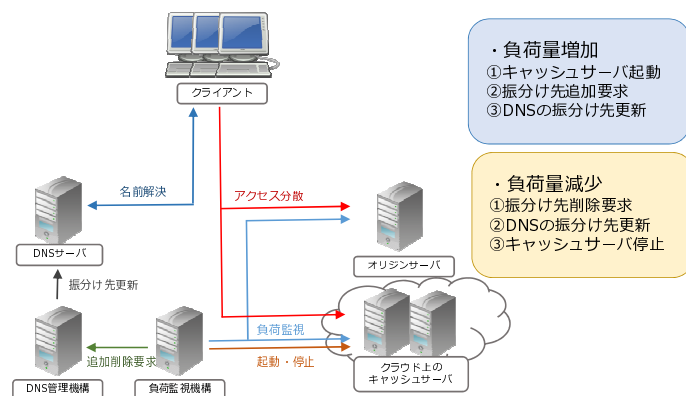 クライアント
・負荷量増加
①キャッシュサーバ起動
②振分け先追加要求
③DNSの振分け先更新
名前解決
アクセス分散
・負荷量減少
①振分け先削除要求
②DNSの振分け先更新
③キャッシュサーバ停止
DNSサーバ
オリジンサーバ
振分け先更新
負荷監視
追加削除要求
起動・停止
クラウド上の
キャッシュサーバ
DNS管理機構
負荷監視機構